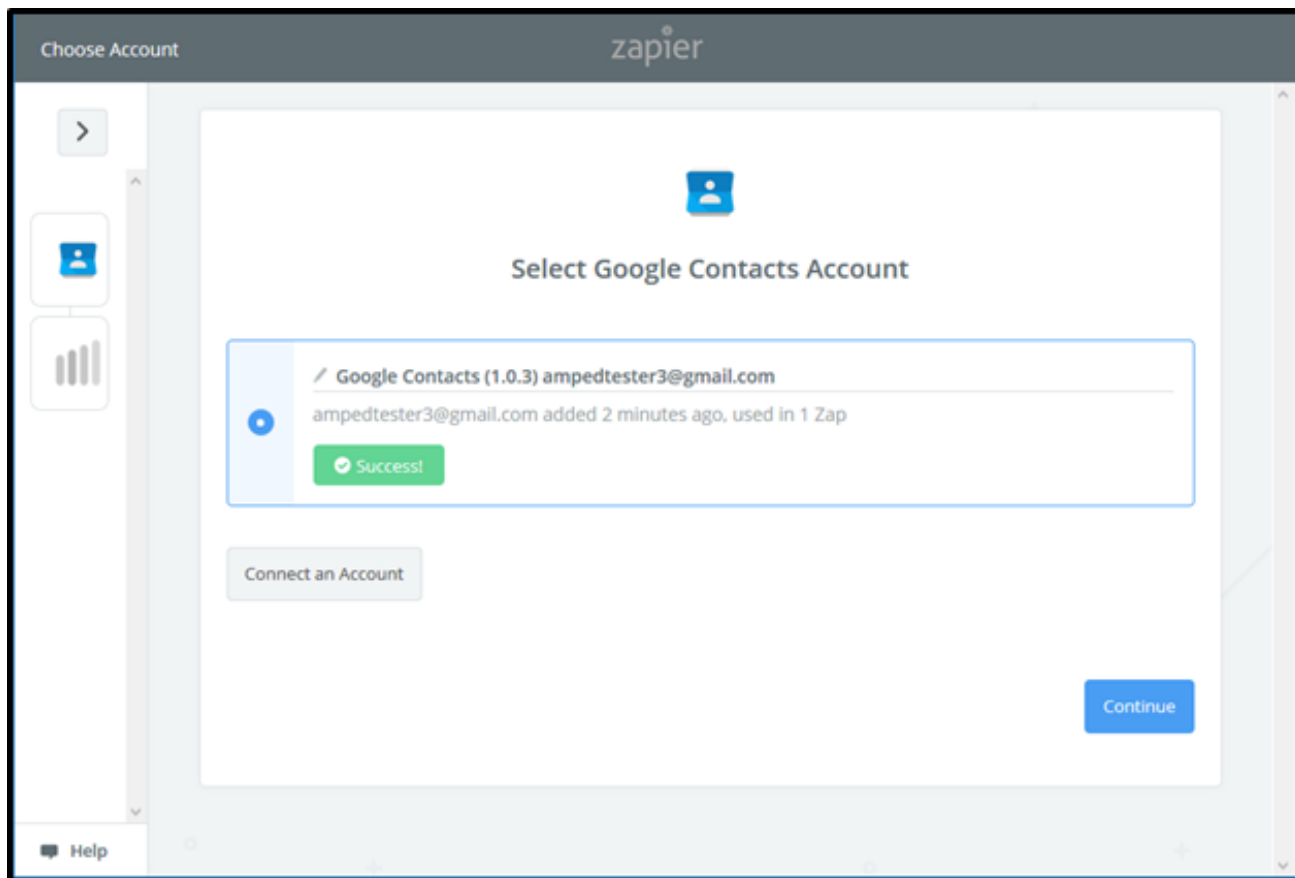 Choose Account
zapier
Select Google Contacts Account
Google Contacts (1.0.3) ampedtester3@gmail.com
ampedtester3@gmail.com added 2 minutes ago, used in 1 Zap
Success!
Connect an Account
Continue
Help